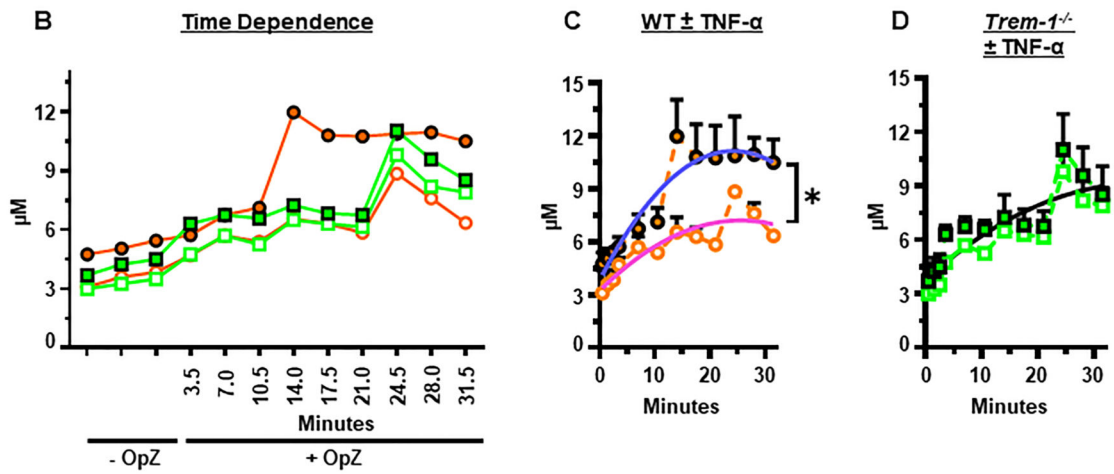 B
Time Dependence
12
9
6
3
0
µM
3.5
7.0
10.5
14.0
17.5
21.0
24.5
28.0
31.5
Minutes
- OpZ
+ OpZ
C
WT ± TNF-α
15
12
9
6
3
0
µM
*
0
10
20
30
Minutes
D
Trem-1-/-
± TNF-α
15
12
9
6
3
0
µM
0
10
20
30
Minutes